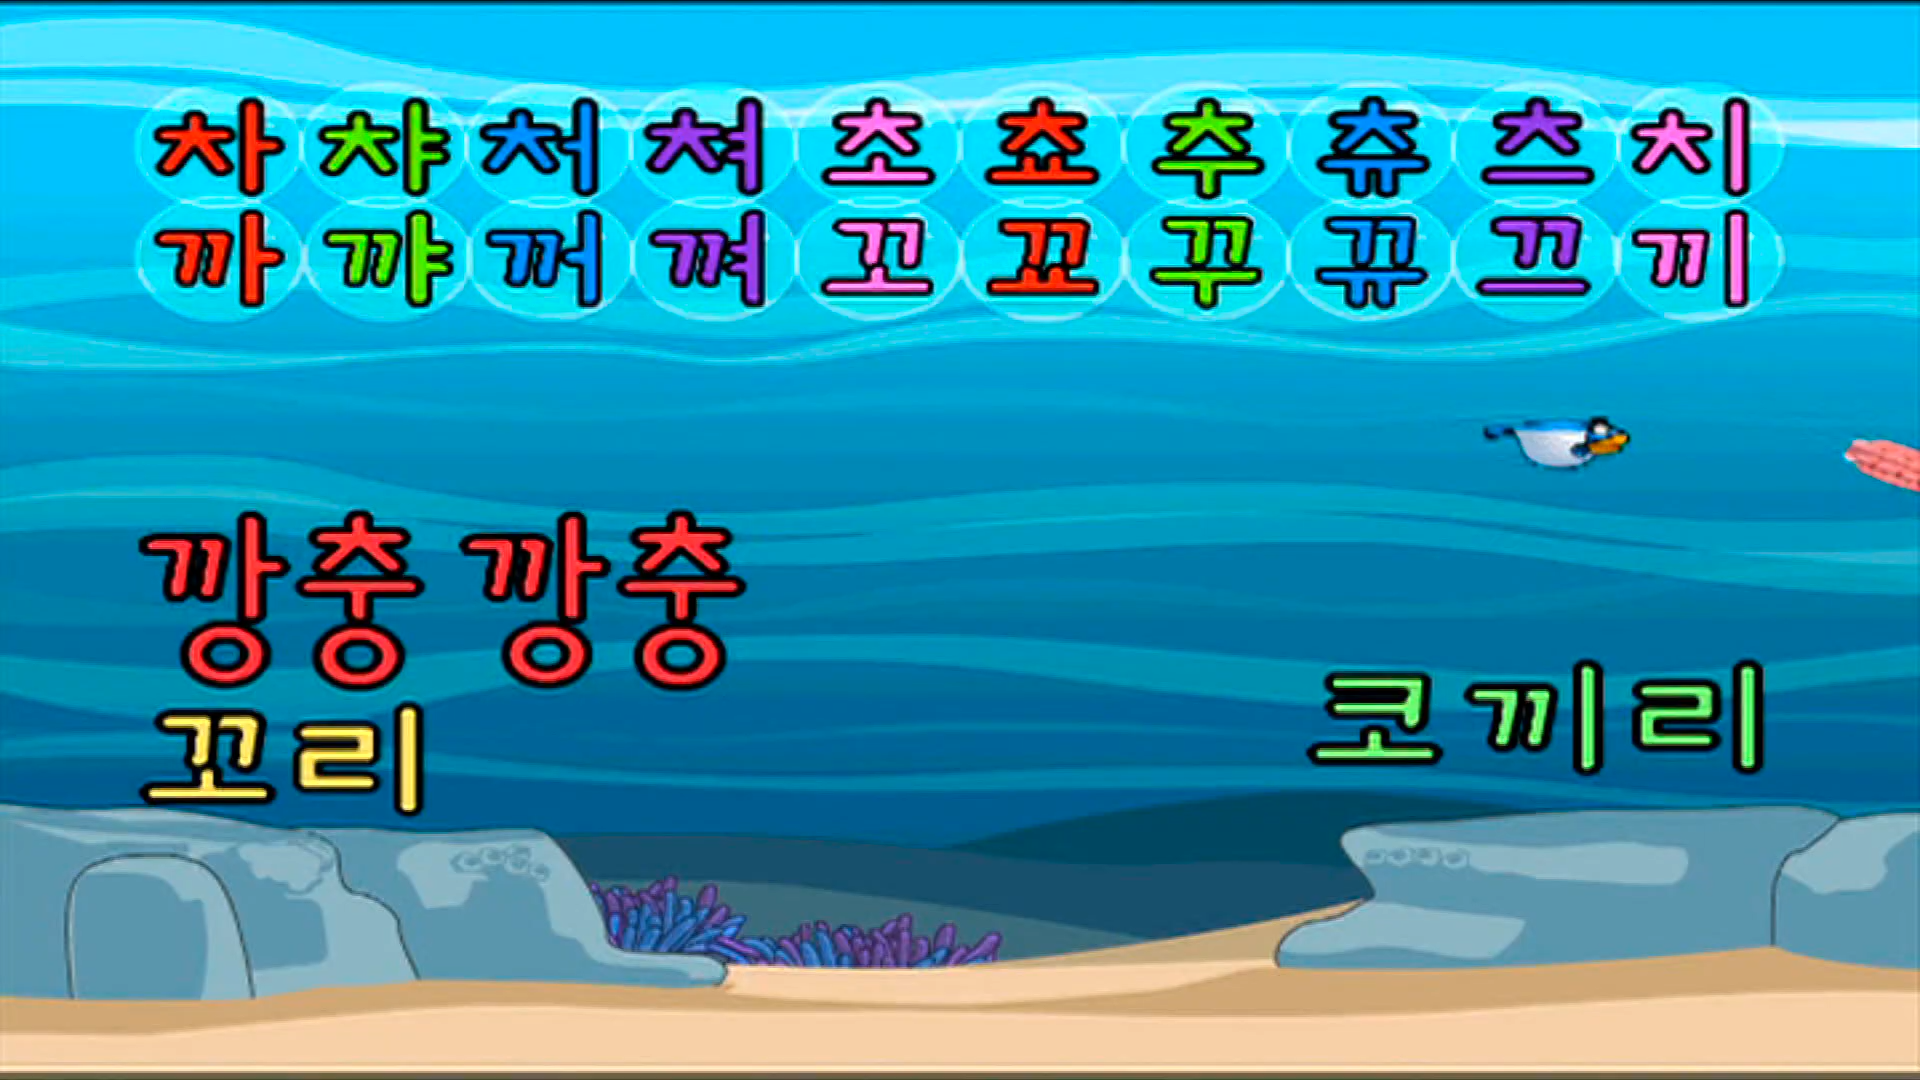 차 챠 처 쳐 초 쵸 추 츄 츠 치
까 꺄 꺼 껴 꼬 꾜 꾸 뀨 끄 끼
깡충 깡충
꼬리
코끼리